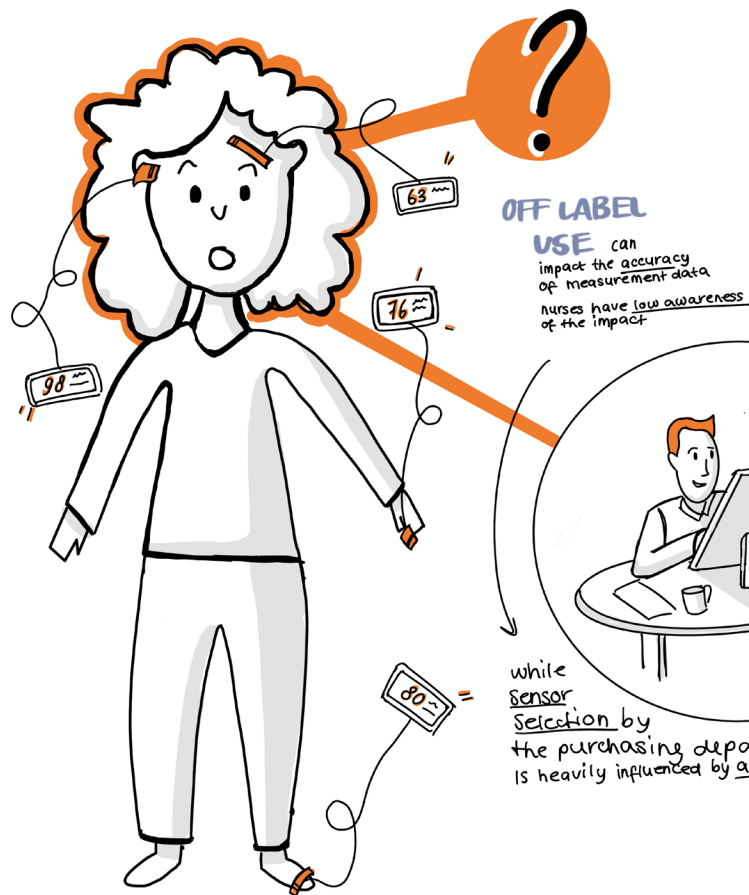 ?
63
OFF LABEL
USE can
impact the accuracy
of measurement data
nurses have low awareness
of the impact
76
98
80
while
sensor
selection by
the purchasing depa
Is heavily influenced by a